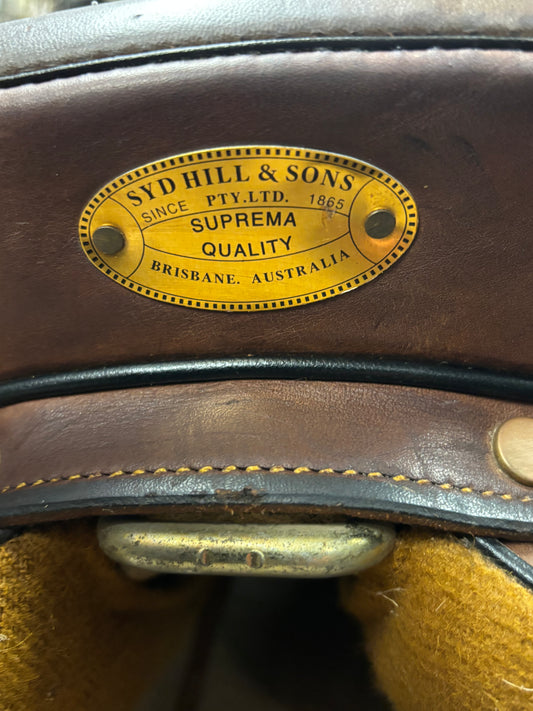 SYD HILL & SONS
PTY.LTD.
SINCE 1865
SUPREMA
QUALITY
BRISBANE. AUSTRALIA